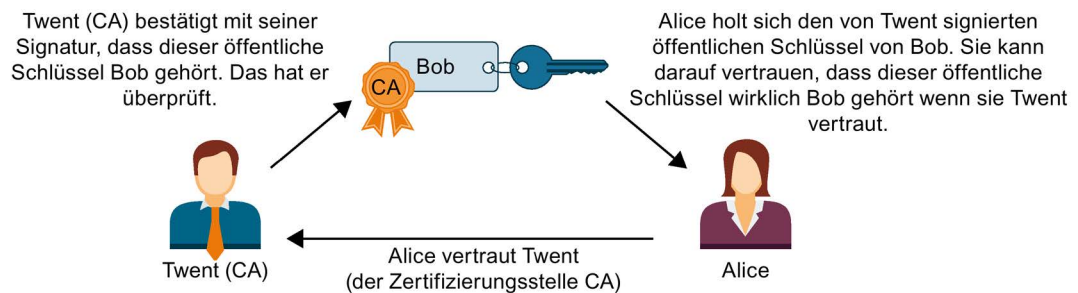 Twent (CA) bestätigt mit seiner
Signatur, dass dieser öffentliche
Schlüssel Bob gehört. Das hat er
überprüft.
Bob
CA
Alice holt sich den von Twent signierten
öffentlichen Schlüssel von Bob. Sie kann
darauf vertrauen, dass dieser öffentliche
Schlüssel wirklich Bob gehört wenn sie Twent
vertraut.
Twent (CA)
Alice vertraut Twent
(der Zertifizierungsstelle CA)
Alice